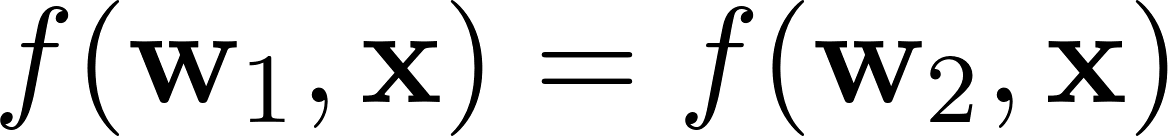 f(𝐰₁, 𝐱) = f(𝐰₂, 𝐱)